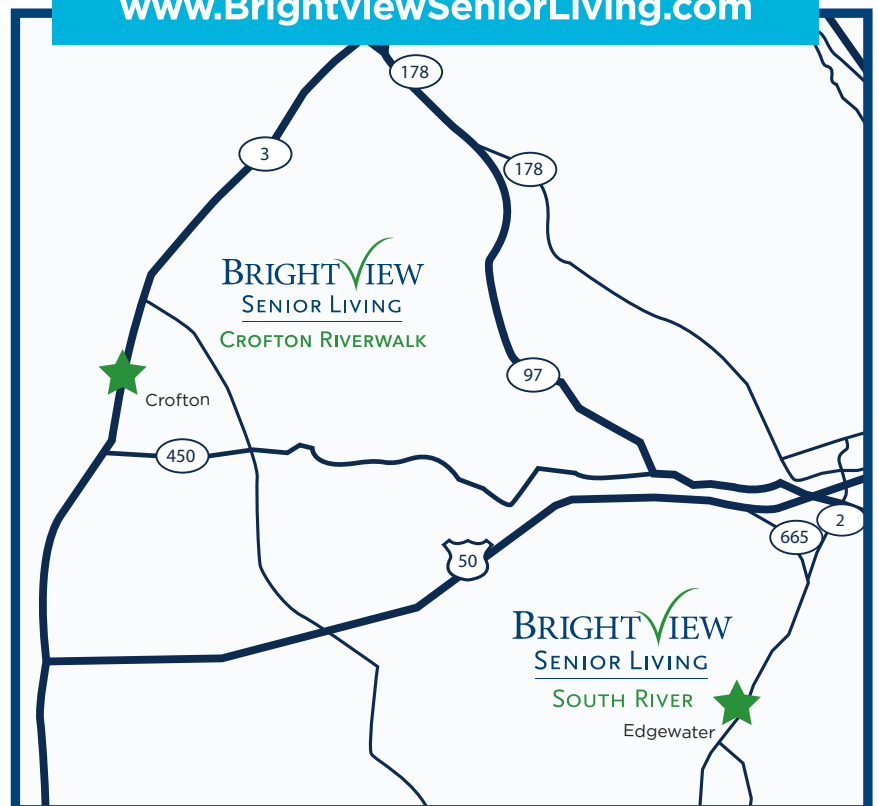 www.BrightviewSeniorLiving.com
178
3
178
BRIGHTVIEW
SENIOR LIVING
CROFTON RIVERWALK
97
Crofton
450
2
665
50
BRIGHTVIEW
SENIOR LIVING
SOUTH RIVER
Edgewater